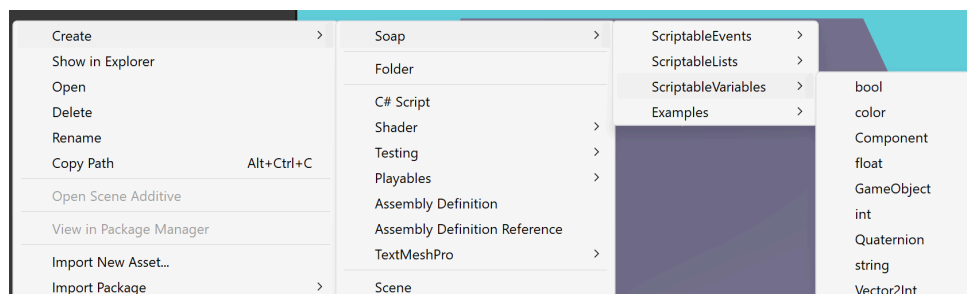 Create
Show in Explorer
Open
Delete
Rename
Copy Path Alt+Ctrl+C
Open Scene Additive
View in Package Manager
Import New Asset...
Import Package
Soap
Folder
C# Script
Shader
Testing
Playables
Assembly Definition
Assembly Definition Reference
TextMeshPro
Scene
ScriptableEvents
ScriptableLists
ScriptableVariables
Examples
bool
color
Component
float
GameObject
int
Quaternion
string
Vector2Int